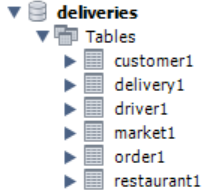 deliveries
Tables
customer1
delivery1
driver1
market1
order1
restaurant1